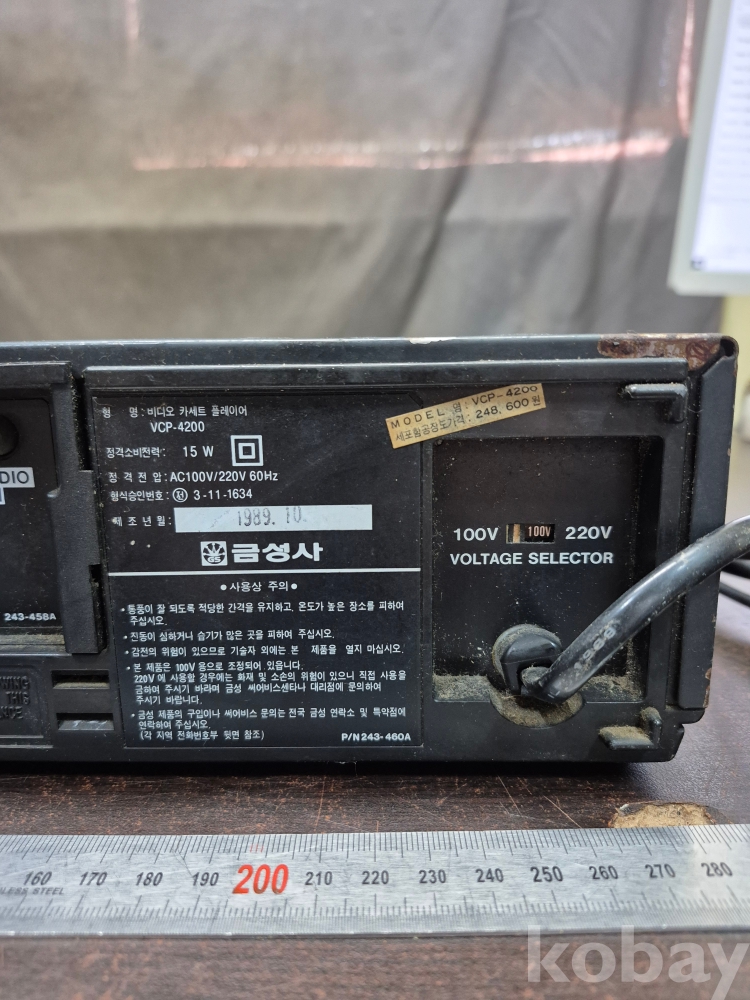 형 명 : 비디오 카세트 플레이어
VCP-4200
정격소비전력 : 15 W
정 격 전 압 : AC100V/220V 60Hz
형식승인번호 : 전 3-11-1634
제 조 년 월 : 1989. 10.
GS 금성사
● 사용상 주의 ●
• 통풍이 잘 되도록 적당한 간격을 유지하고, 온도가 높은 장소를 피하여
주십시오.
• 진동이 심하거나 습기가 많은 곳을 피하여 주십시오.
• 감전의 위험이 있으므로 기술자 외에는 본 제품을 열지 마십시오.
• 본 제품은 100V 용으로 조정되어 있읍니다.
220V 에 사용할 경우에는 화재 및 소손의 위험이 있으니 직접 사용을
금하여 주시기 바라며 금성 써어비스센타나 대리점에 문의하여
주시기 바랍니다.
• 금성 제품의 구입이나 써어비스 문의는 전국 금성 연락소 및 특약점에
연락하여 주십시오.
(각 지역 전화번호부 뒷면 참조)
P/N243-460A
MODEL 명 : VCP-4200
세포함공장도가격 : 248,600 원
100V 100V 220V
VOLTAGE SELECTOR
DIO
243-458A
160 170 180 190 200 210 220 230 240 250 260 270 280
STEEL
kobay